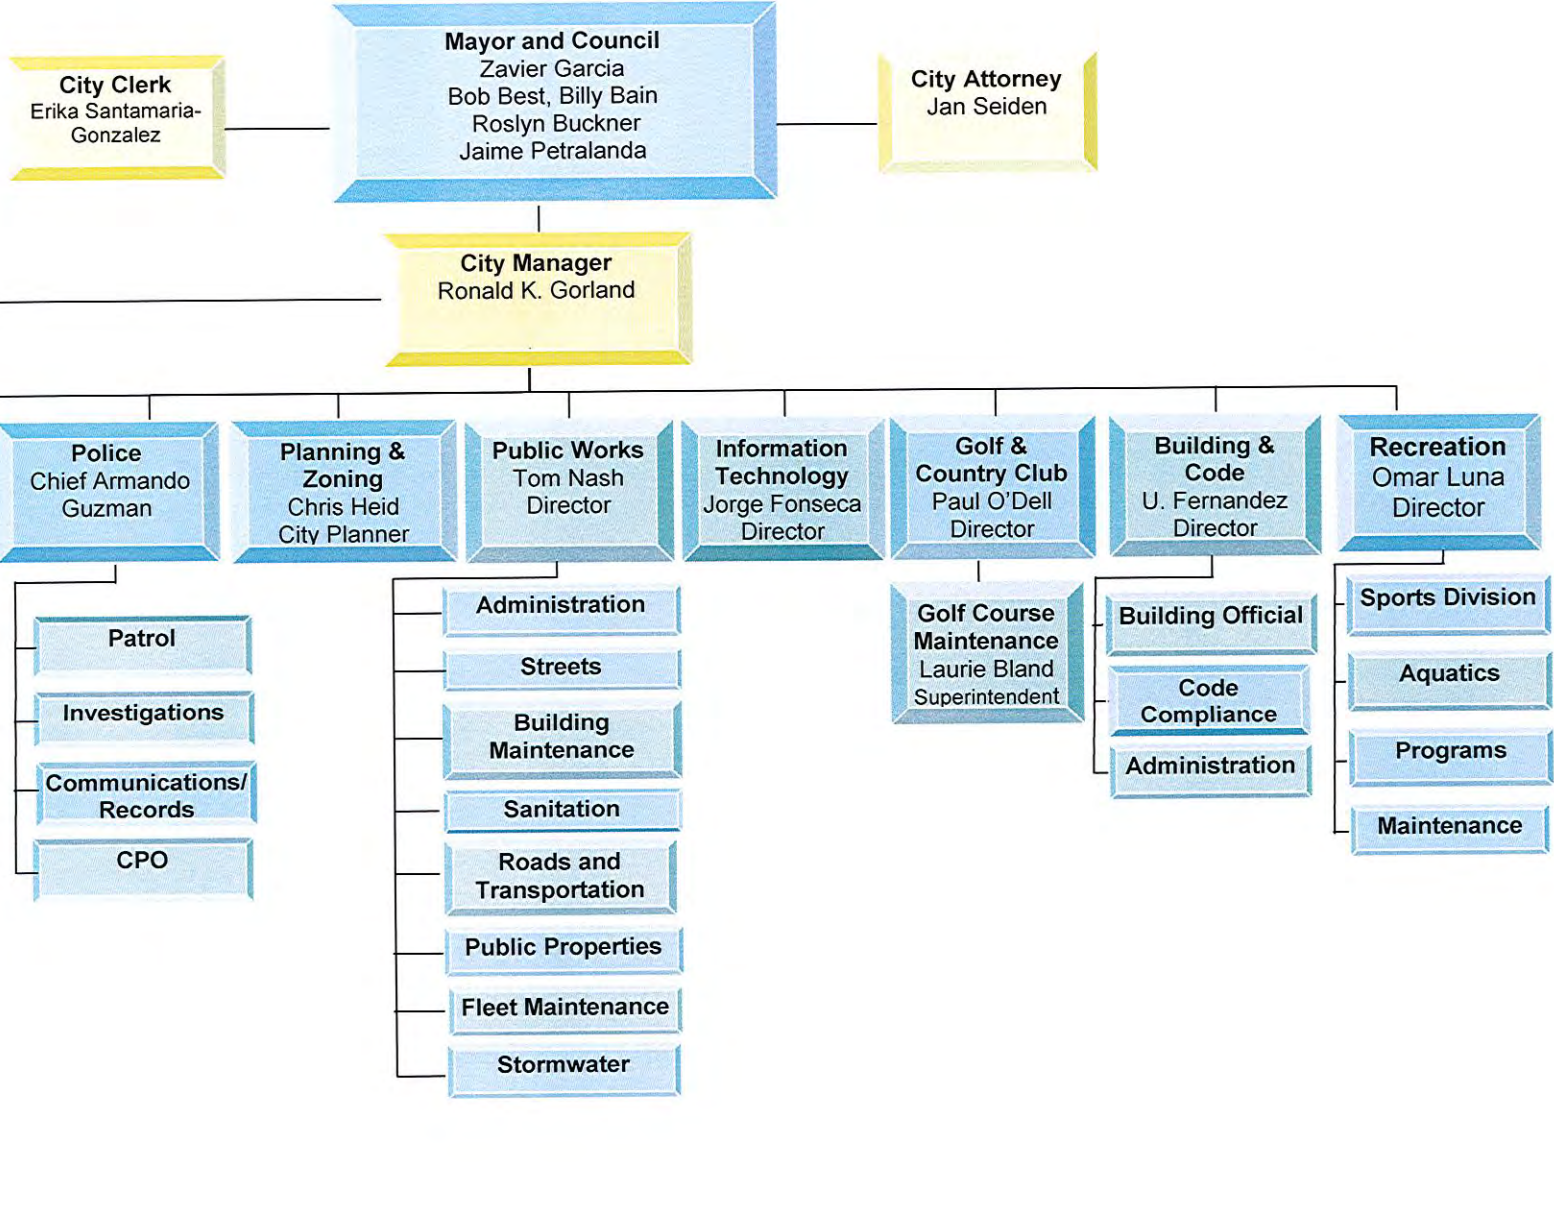 Mayor and Council
Zavier Garcia
Bob Best, Billy Bain
Roslyn Buckner
Jaime Petralanda
City Clerk
Erika Santamaria-
Gonzalez
City Attorney
Jan Seiden
City Manager
Ronald K. Gorland
Police
Chief Armando
Guzman
Planning &
Zoning
Chris Heid
City Planner
Public Works
Tom Nash
Director
Information
Technology
Jorge Fonseca
Director
Golf &
Country Club
Paul O'Dell
Director
Building &
Code
U. Fernandez
Director
Recreation
Omar Luna
Director
Patrol
Investigations
Communications/
Records
CPO
Administration
Streets
Building
Maintenance
Sanitation
Roads and
Transportation
Public Properties
Fleet Maintenance
Stormwater
Golf Course
Maintenance
Laurie Bland
Superintendent
Building Official
Code
Compliance
Administration
Sports Division
Aquatics
Programs
Maintenance